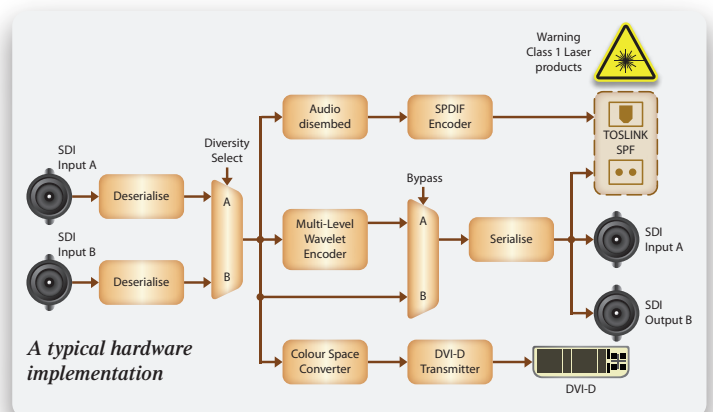 Warning
Class 1 Laser
products
Audio
disembed
SPDIF
Encoder
TOSLINK
SPF
Diversity
Select
SDI
Input A
Deserialise
A
Bypass
Multi-Level
Wavelet
Encoder
A
Serialise
SDI
Input A
SDI
Input B
Deserialise
B
B
SDI
Output B
A typical hardware
implementation
Colour Space
Converter
DVI-D
Transmitter
DVI-D